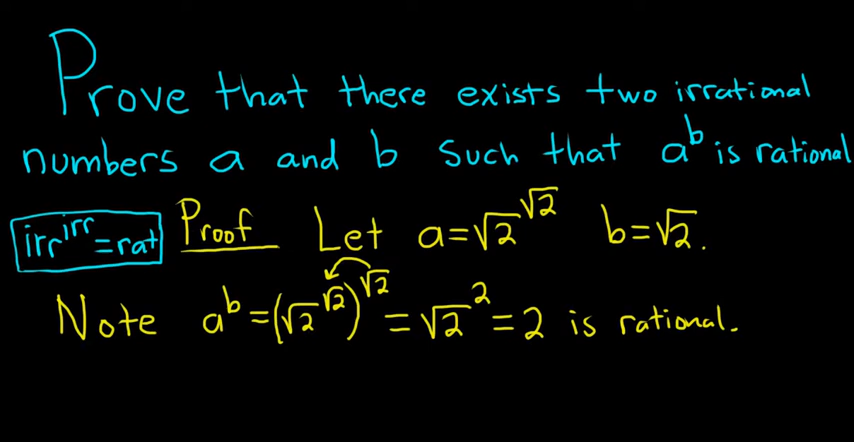 Prove that there exists two irrational
numbers a and b such that a^b is rational
irr^irr = rat Proof Let a = √2^√2 b = √2.
Note a^b = (√2^√2)^√2 = √2^2 = 2 is rational.